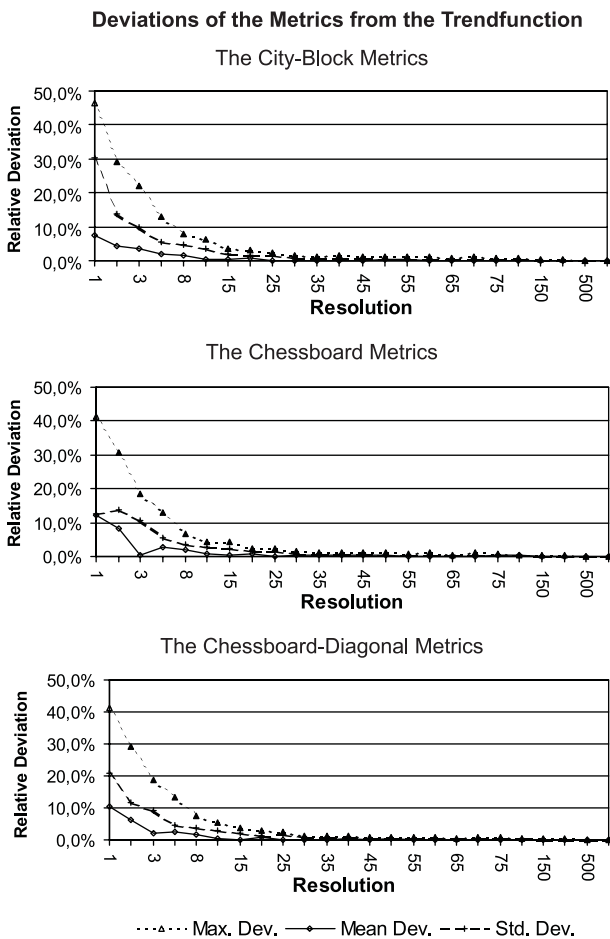 Deviations of the Metrics from the Trendfunction
The City-Block Metrics
Relative Deviation
50,0%
40,0%
30,0%
20,0%
10,0%
0,0%
1 3 8 15 25 35 45 55 65 75 150 500
Resolution
The Chessboard Metrics
Relative Deviation
50,0%
40,0%
30,0%
20,0%
10,0%
0,0%
1 3 8 15 25 35 45 55 65 75 150 500
Resolution
The Chessboard-Diagonal Metrics
Relative Deviation
50,0%
40,0%
30,0%
20,0%
10,0%
0,0%
1 3 8 15 25 35 45 55 65 75 150 500
Resolution
Max. Dev. Mean Dev. Std. Dev.